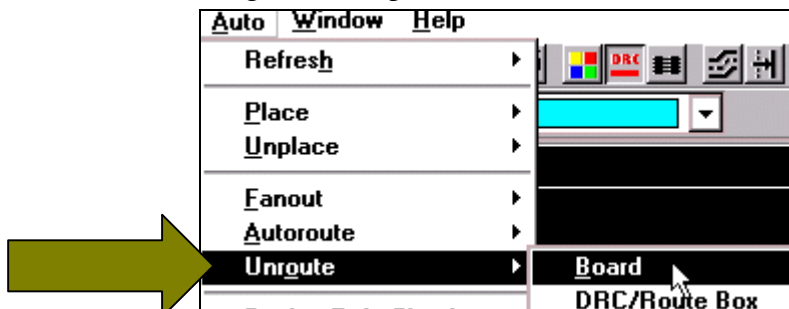 Auto Window Help
Refresh
DRC
Place
Unplace
Fanout
Autoroute
Unroute
Board
DRC/Route Box